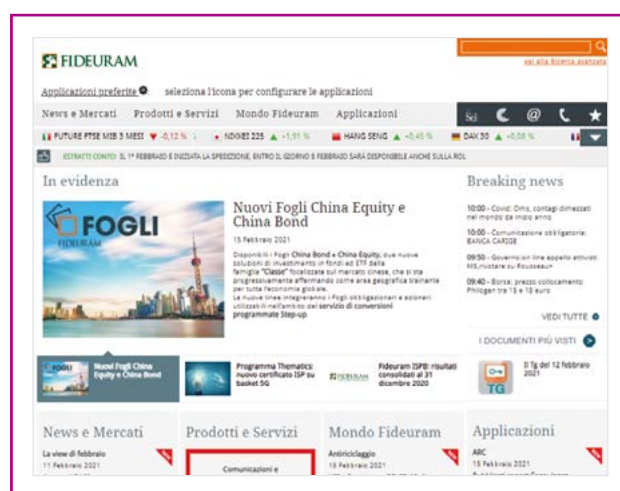 FIDEURAM
vai alla ricerca avanzata
Applicazioni preferite
seleziona l'icona per configurare le applicazioni
News e Mercati Prodotti e Servizi Mondo Fideuram Applicazioni
FUTURE FTSE MIB 3 MESI -0,12 % NIKKEI 225 +1,91 % HANG SENG +0,45 % DAX 30 +0,08 %
ESTRATTI CONTO: IL 1° FEBBRAIO È INIZIATA LA SPEDIZIONE, ENTRO IL GIORNO 8 FEBBRAIO SARÀ DISPONIBILE ANCHE SULLA ROL
In evidenza
FOGLI
FIDEURAM
Nuovi Fogli China Equity e
China Bond
15 Febbraio 2021
Disponibili i Fogli China Bond e China Equity, due nuove
soluzioni di investimento in fondi ed ETF della
famiglia "Classe" focalizzate sul mercato cinese, che si sta
progressivamente affermando come area geografica trainante
per tutta l'economia globale.
Le nuove linee integreranno i Fogli obbligazionari e azionari
utilizzabili nell'ambito del servizio di conversioni
programmate Step-up.
Breaking news
10:00 - Covid: Oms, contagi dimezzati
nel mondo da inizio anno
10:00 - Comunicazione obbligatoria:
BANCA CARIGE
09:50 - Governo: on line appello attivisti
M5,ruotare su Rousseau»
09:40 - Borsa: prezzo collocamento
Philogen tra 15 e 18 euro
VEDI TUTTE
I DOCUMENTI PIÙ VISTI
Il Tg del 12 febbraio
2021
TG
FOGLI
Nuovi Fogli China
Equity e China Bond
Programma Thematics:
nuovo certificato ISP su
basket 5G
FIDEURAM
Fideuram ISPB: risultati
consolidati al 31
dicembre 2020
News e Mercati
La view di febbraio
11 Febbraio 2021
Prodotti e Servizi
Comunicazioni e
Mondo Fideuram
Antiriciclaggio
15 Febbraio 2021
Applicazioni
ARC
15 Febbraio 2021